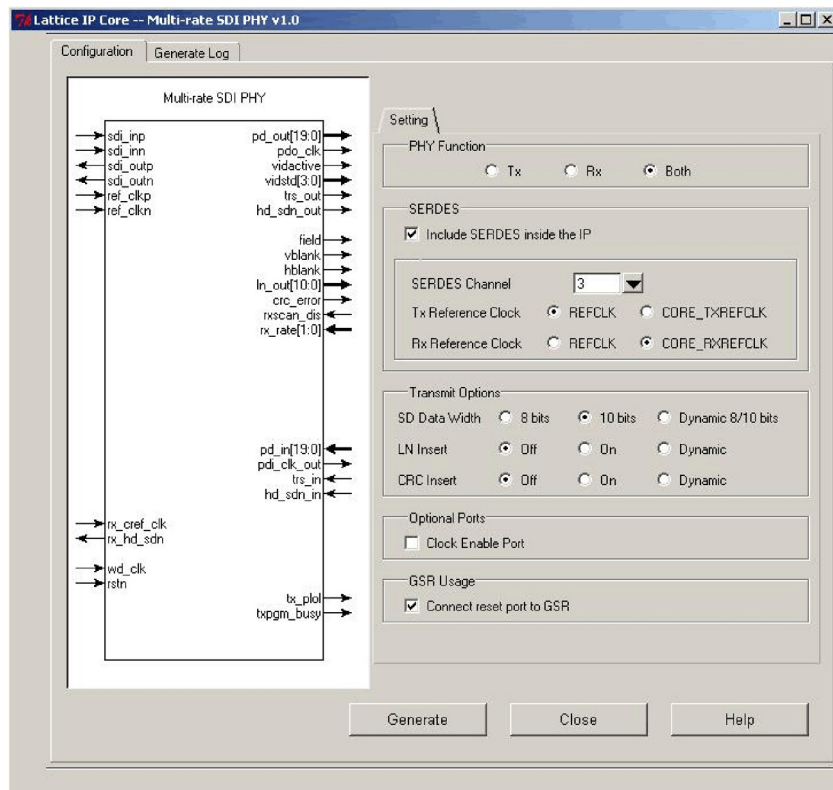 Lattice IP Core -- Multi-rate SDI PHY v1.0
Configuration
Generate Log
Multi-rate SDI PHY
sdi_inp
sdi_inn
sdi_outp
sdi_outn
ref_clkp
ref_clkn
pd_out[19:0]
pdo_clk
vidactive
vidstd[3:0]
trs_out
hd_sdn_out
field
vblank
hblank
ln_out[10:0]
crc_error
rxscan_dis
rx_rate[1:0]
pd_in[19:0]
pdi_clk_out
trs_in
hd_sdn_in
rx_cref_clk
rx_hd_sdn
wd_clk
rstn
tx_plol
txpgm_busy
Setting
PHY Function
Tx Rx Both
SERDES
Include SERDES inside the IP
SERDES Channel 3
Tx Reference Clock REFCLK CORE_TXREFCLK
Rx Reference Clock REFCLK CORE_RXREFCLK
Transmit Options
SD Data Width 8 bits 10 bits Dynamic 8/10 bits
LN Insert Off On Dynamic
CRC Insert Off On Dynamic
Optional Ports
Clock Enable Port
GSR Usage
Connect reset port to GSR
Generate Close Help